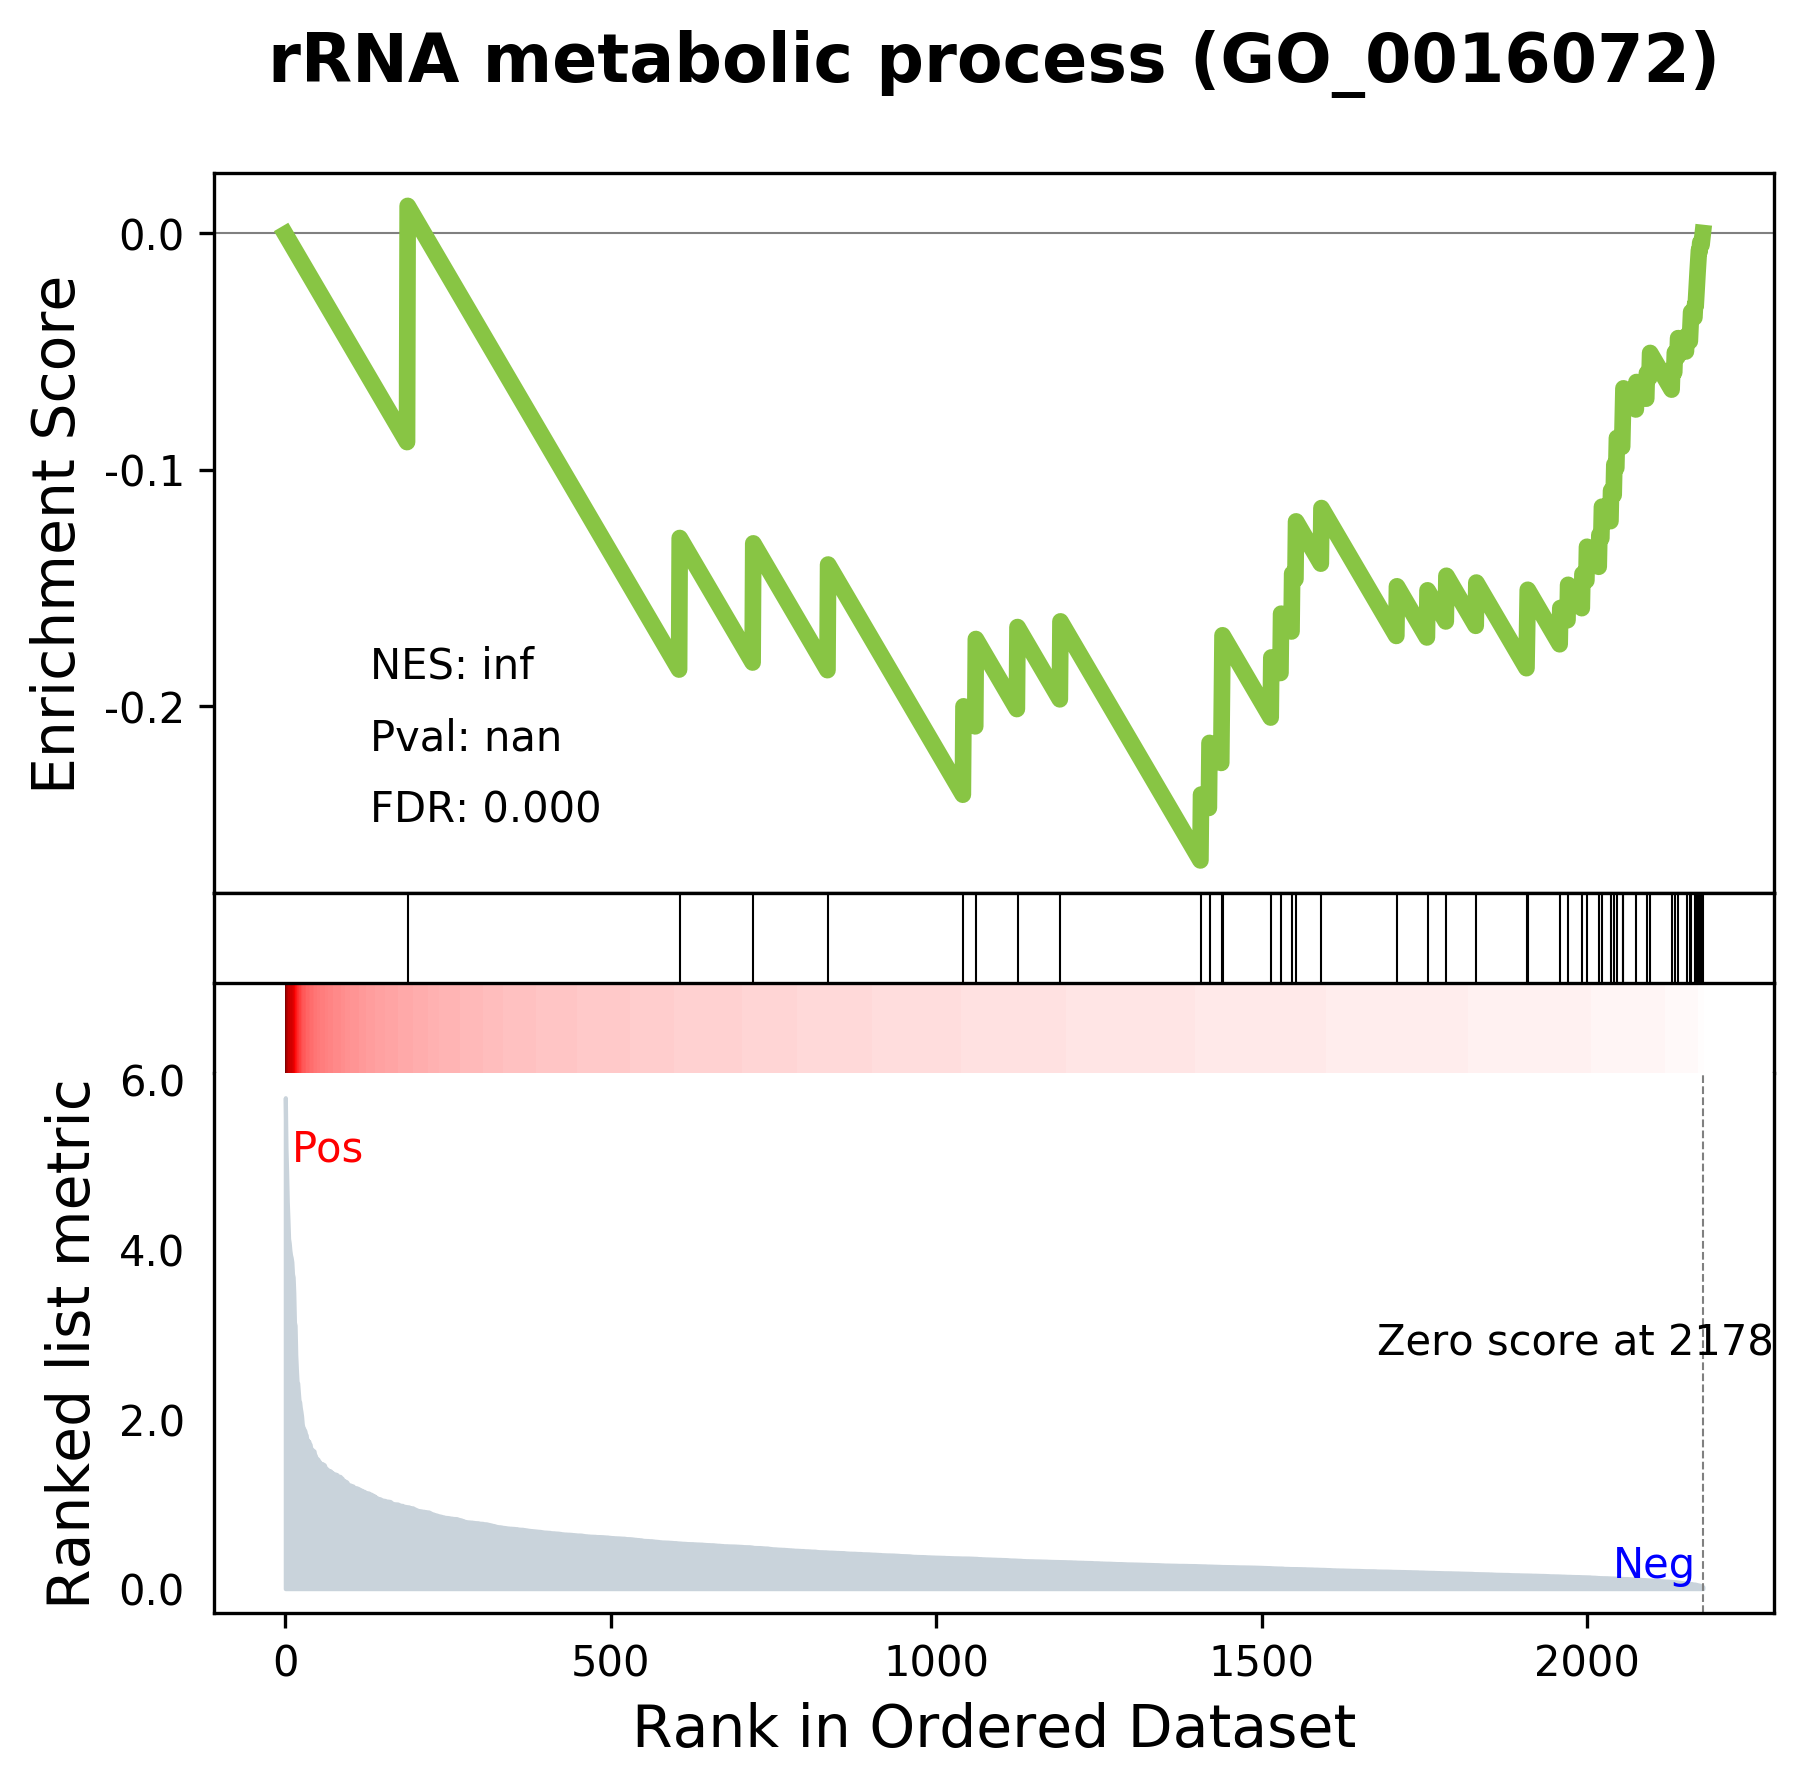 rRNA metabolic process (GO_0016072)
Enrichment Score
0.0
-0.1
-0.2
NES: inf
Pval: nan
FDR: 0.000
Ranked list metric
6.0
4.0
2.0
0.0
Pos
Zero score at 2178
Neg
0 500 1000 1500 2000
Rank in Ordered Dataset